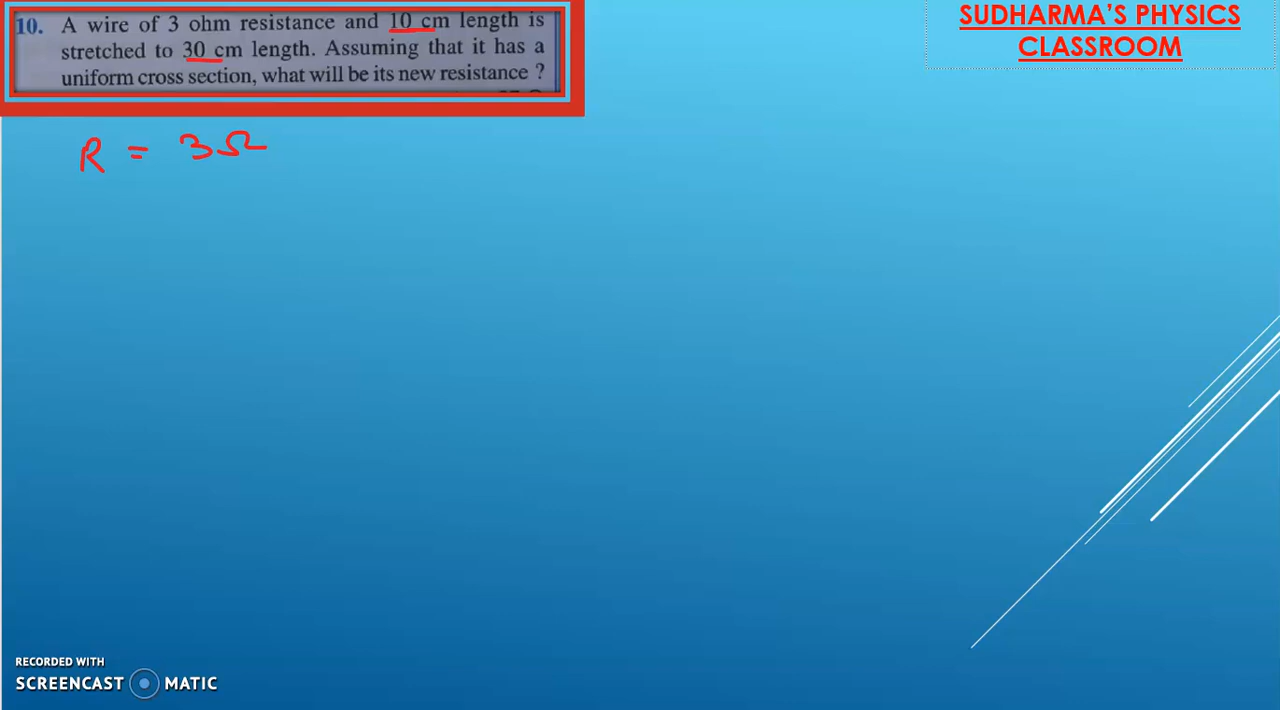 10. A wire of 3 ohm resistance and 10 cm length is
stretched to 30 cm length. Assuming that it has a
uniform cross section, what will be its new resistance ?
SUDHARMA'S PHYSICS
CLASSROOM
R = 3Ω
RECORDED WITH
SCREENCAST MATIC